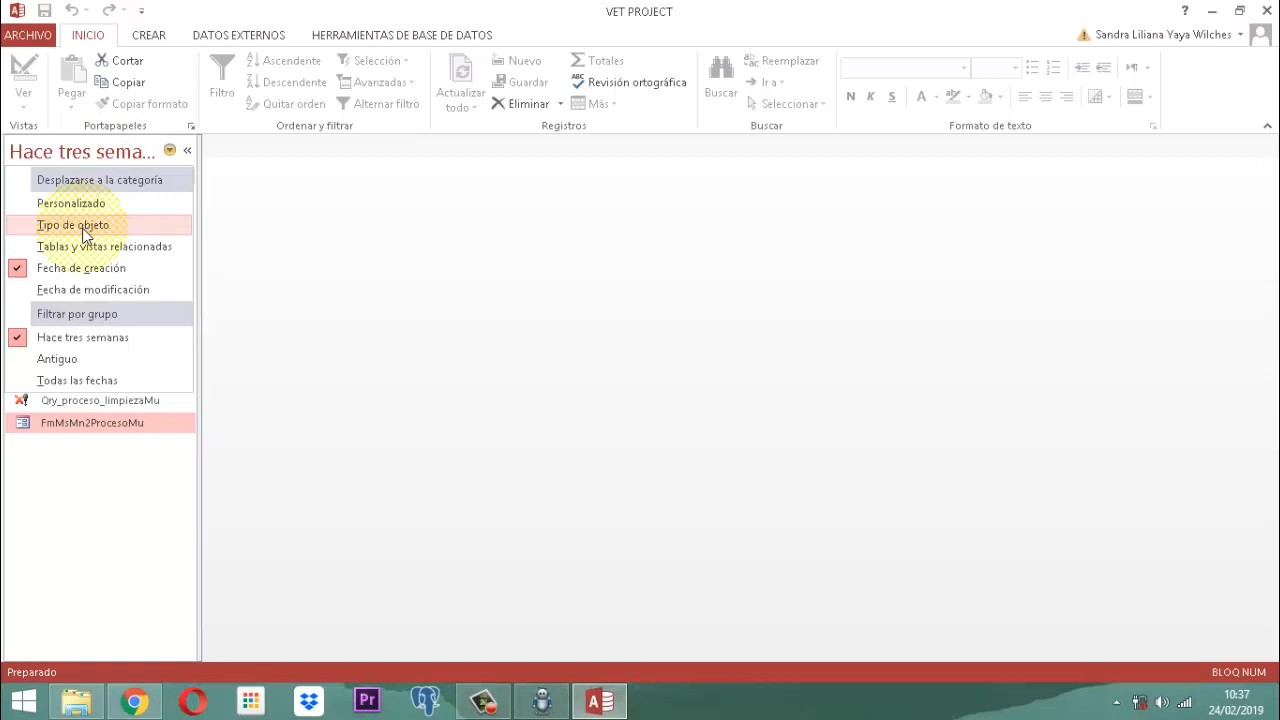 VET PROJECT
?
ARCHIVO INICIO CREAR DATOS EXTERNOS HERRAMIENTAS DE BASE DE DATOS Sandra Liliana Yaya Wilches
Ver
Vistas
Pegar
Cortar
Copiar
Copiar formato
Portapapeles
Filtro
Ascendente
Descendente
Quitar orden
Selección
Avanzadas
Alternar filtro
Ordenar y filtrar
Actualizar
todo
Nuevo
Guardar
Eliminar
Totales
ABC
Revisión ortográfica
Más
Registros
Buscar
Reemplazar
Ir a
Seleccionar
Buscar
N K S A
Formato de texto
Hace tres sema... «
Desplazarse a la categoría
Personalizado
Tipo de objeto
Tablas y vistas relacionadas
Fecha de creación
Fecha de modificación
Filtrar por grupo
Hace tres semanas
Antiguo
Todas las fechas
Qry_proceso_limpiezaMu
FmMsMn2ProcesoMu
Preparado
BLOQ NUM
Pr
10:37
24/02/2019